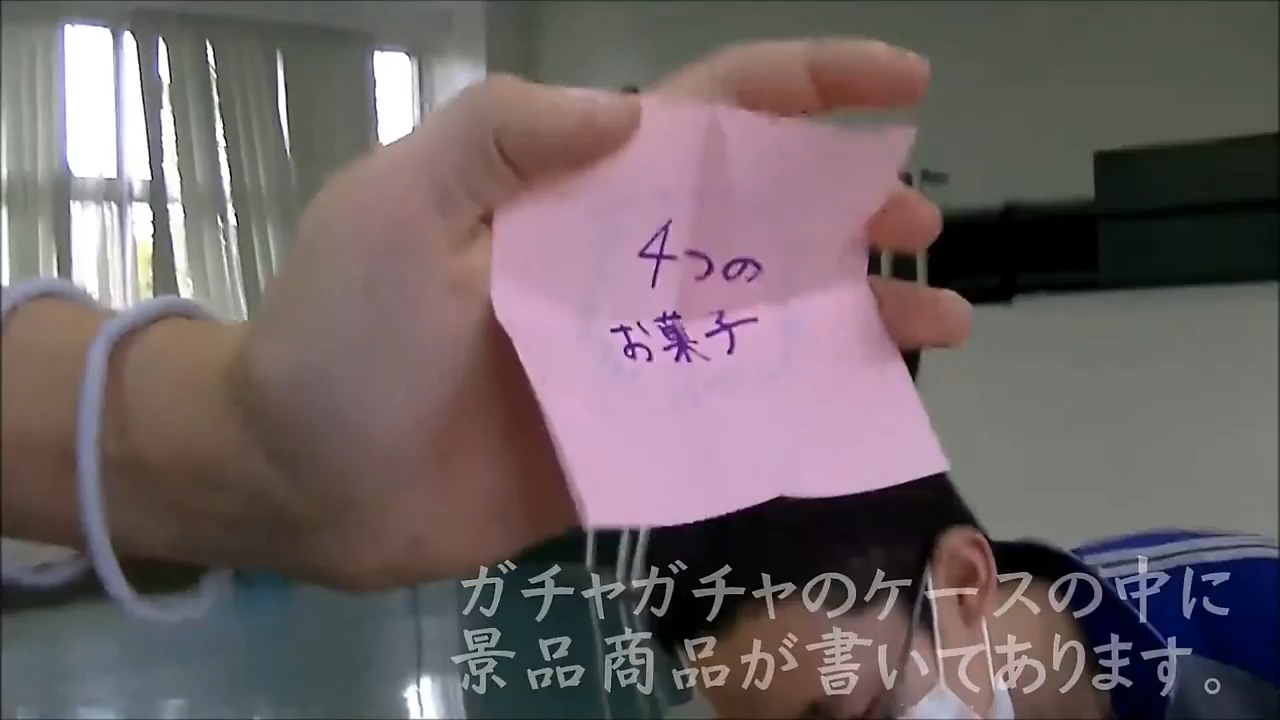 4つの
お菓子
ガチャガチャのケースの中に
景品商品が書いてあります。